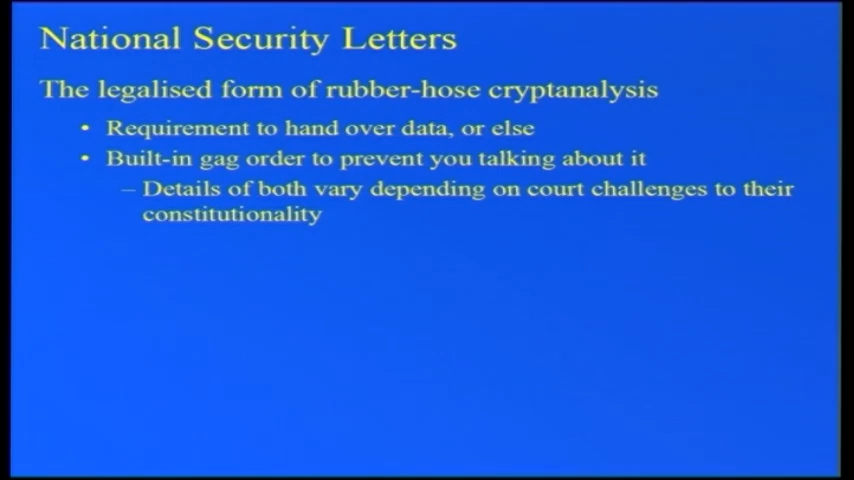 National Security Letters
The legalised form of rubber-hose cryptanalysis
• Requirement to hand over data, or else
• Built-in gag order to prevent you talking about it
– Details of both vary depending on court challenges to their
constitutionality